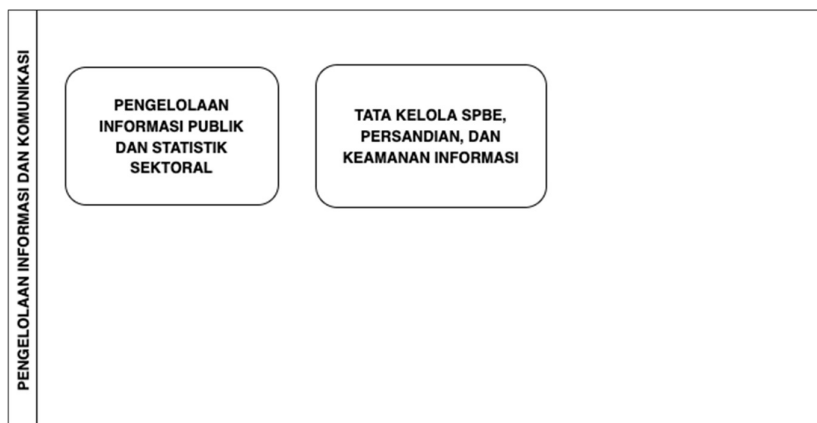 PENGELOLAAN INFORMASI DAN KOMUNIKASI
PENGELOLAAN
INFORMASI PUBLIK
DAN STATISTIK
SEKTORAL
TATA KELOLA SPBE,
PERSANDIAN, DAN
KEAMANAN INFORMASI